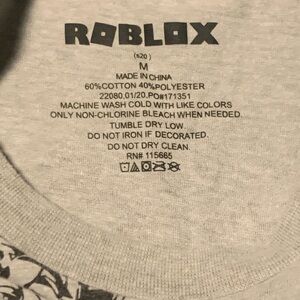 ROBLOX
(s20)
M
MADE IN CHINA
60%COTTON 40%POLYESTER
22080,01/20,PO#171351
MACHINE WASH COLD WITH LIKE COLORS
ONLY NON-CHLORINE BLEACH WHEN NEEDED.
TUMBLE DRY LOW.
DO NOT IRON IF DECORATED.
DO NOT DRY CLEAN.
RN# 115665